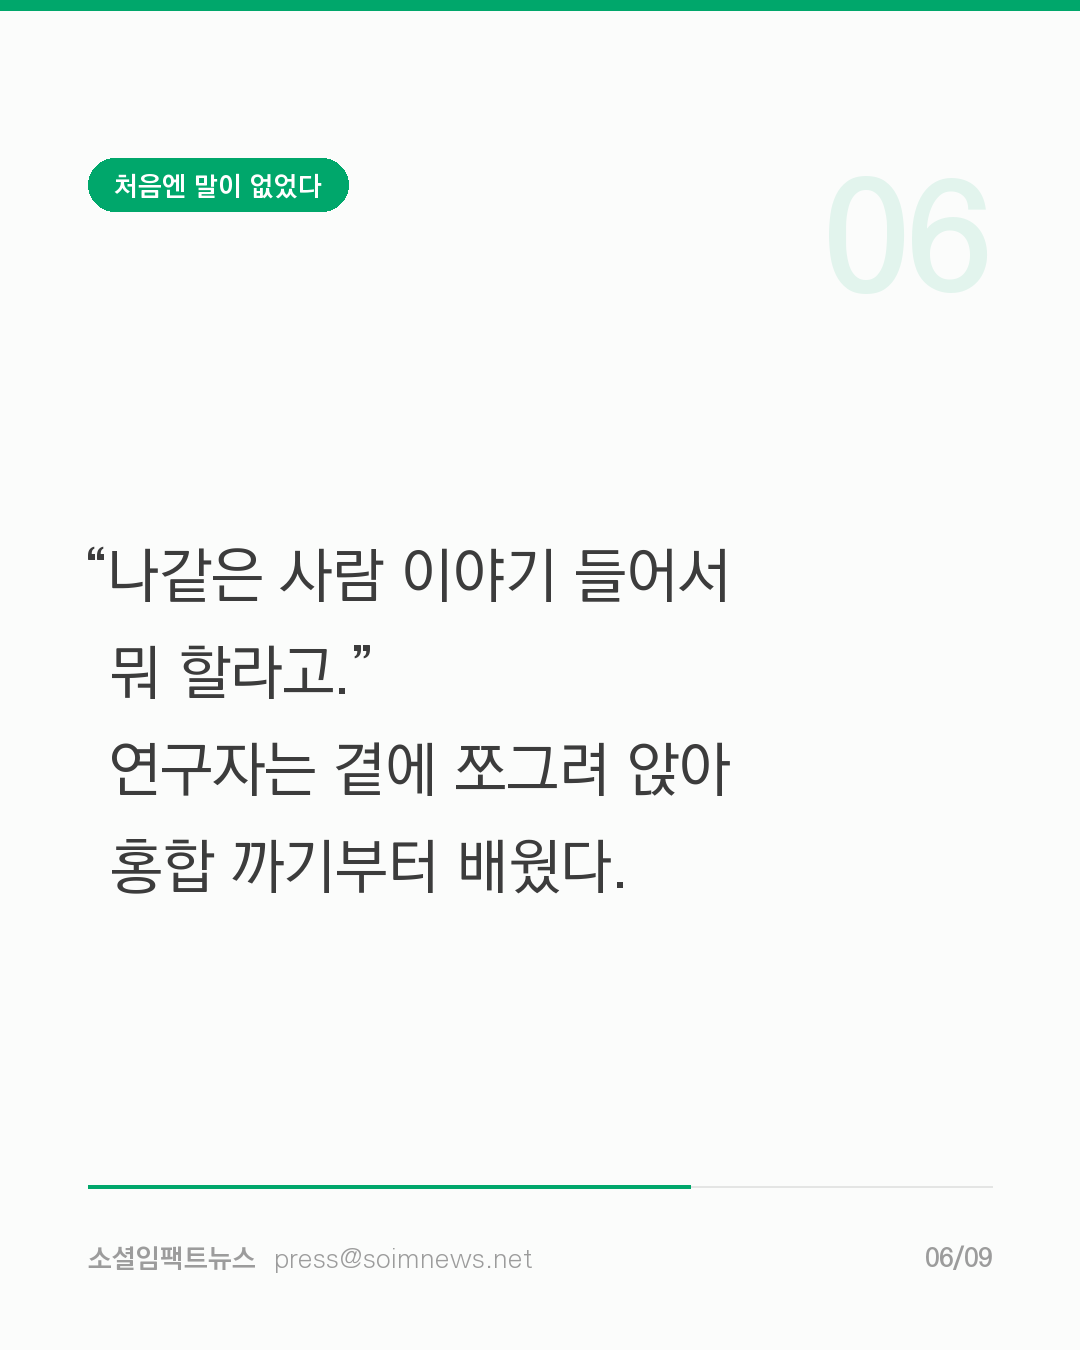 처음엔 말이 없었다
06
“나같은 사람 이야기 들어서
뭐 할라고.”
연구자는 곁에 쪼그려 앉아
홍합 까기부터 배웠다.
소셜임팩트뉴스 press@soimnews.net
06/09